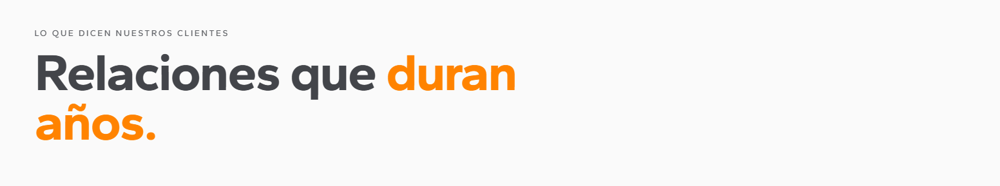 LO QUE DICEN NUESTROS CLIENTES
Relaciones que duran
años.